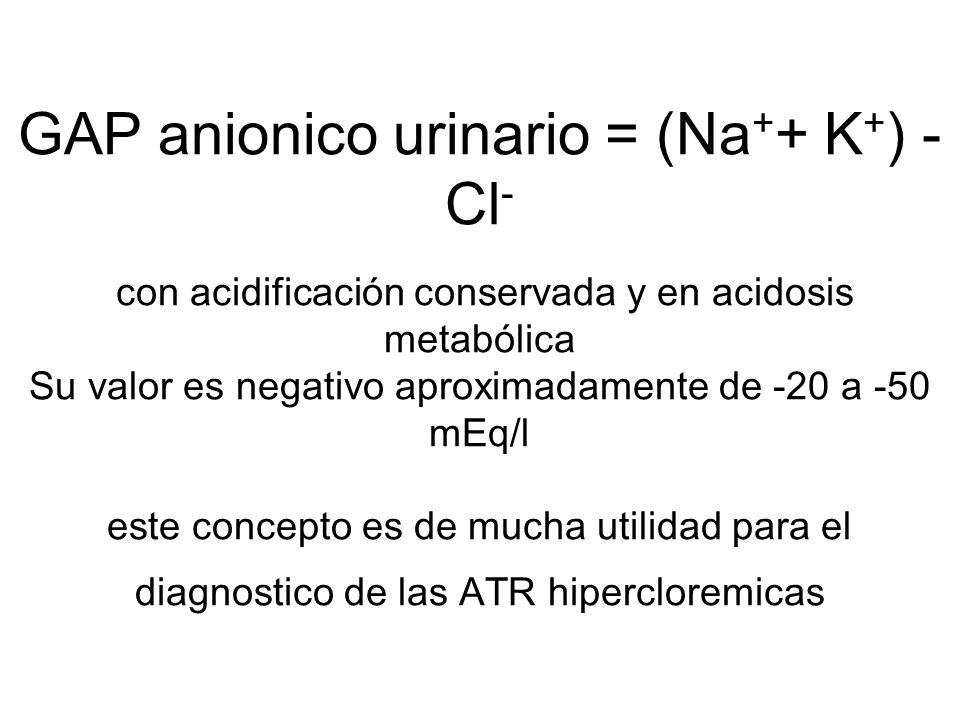 GAP anionico urinario = (Na⁺+ K⁺) -
Cl⁻
con acidificación conservada y en acidosis
metabólica
Su valor es negativo aproximadamente de -20 a -50
mEq/l
este concepto es de mucha utilidad para el
diagnostico de las ATR hipercloremicas